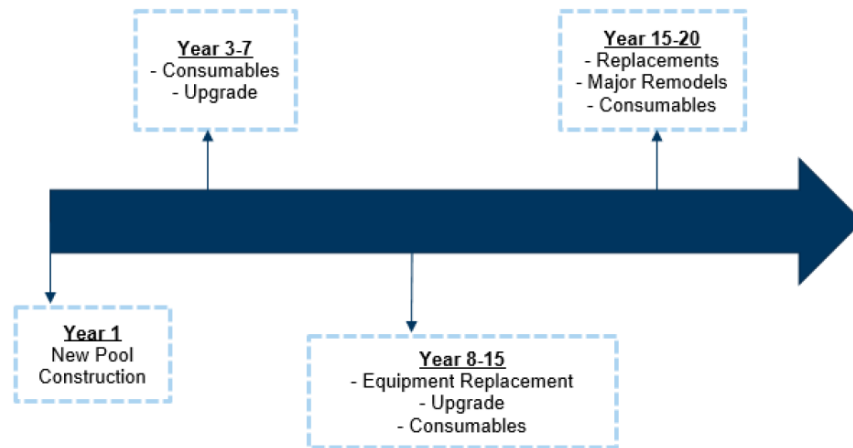 Year 3-7
- Consumables
- Upgrade
Year 15-20
- Replacements
- Major Remodels
- Consumables
Year 1
New Pool
Construction
Year 8-15
- Equipment Replacement
- Upgrade
- Consumables